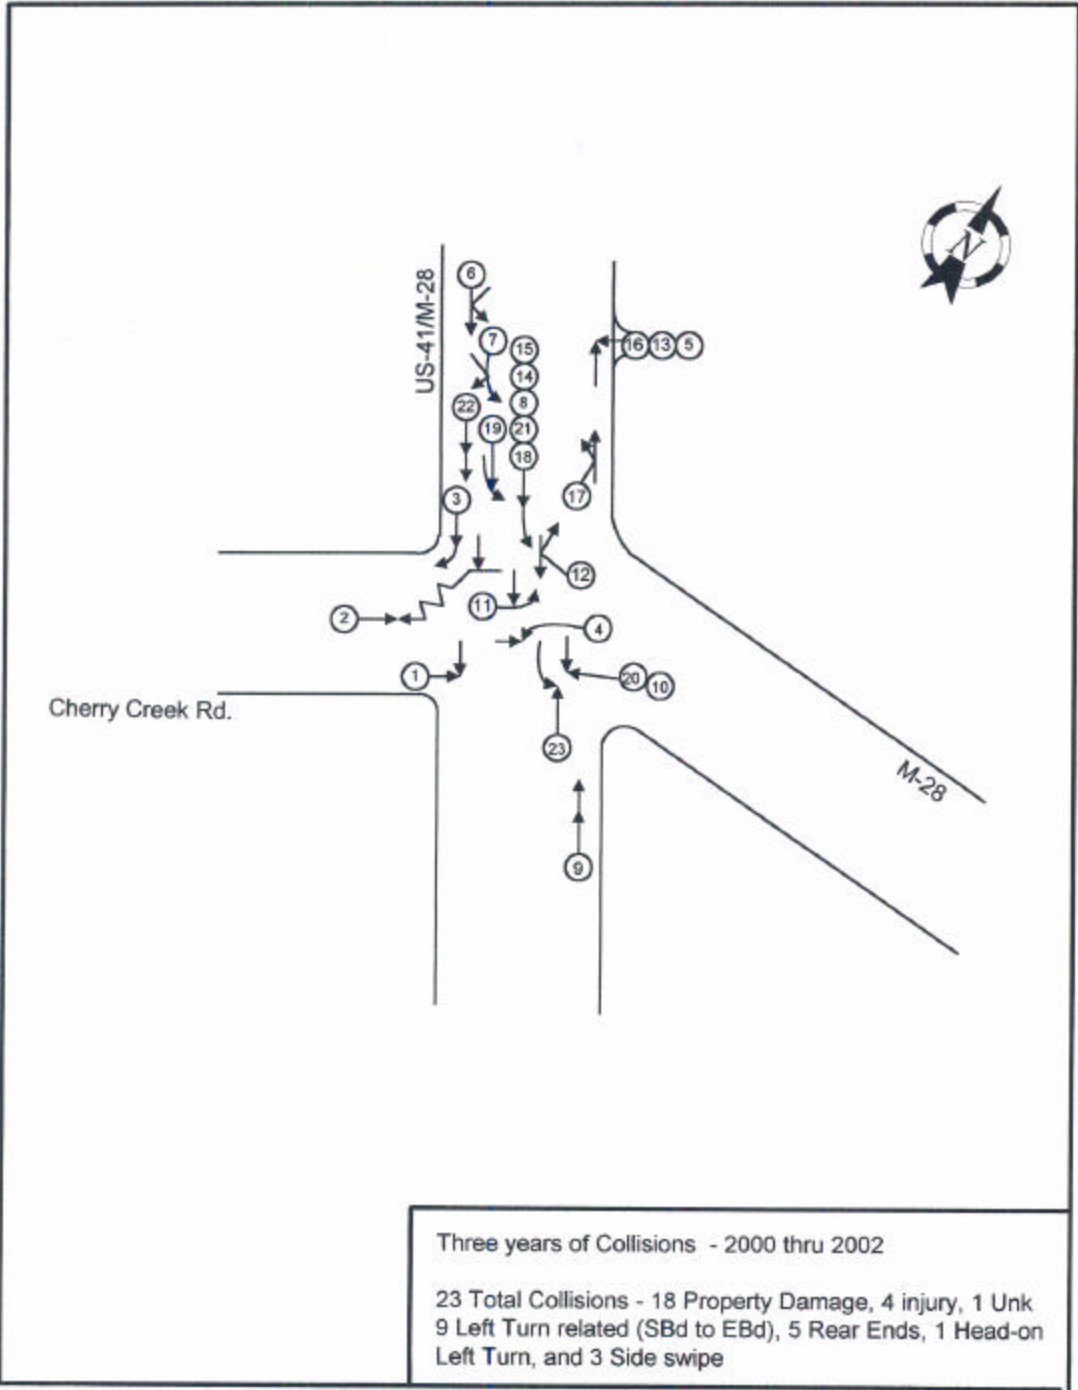 N
US-41/M-28
6
7
15
14
8
21
18
22
19
3
16 13 5
17
12
2
11
4
1
20
10
Cherry Creek Rd.
23
M-28
9
Three years of Collisions - 2000 thru 2002
23 Total Collisions - 18 Property Damage, 4 injury, 1 Unk
9 Left Turn related (SBd to EBd), 5 Rear Ends, 1 Head-on
Left Turn, and 3 Side swipe